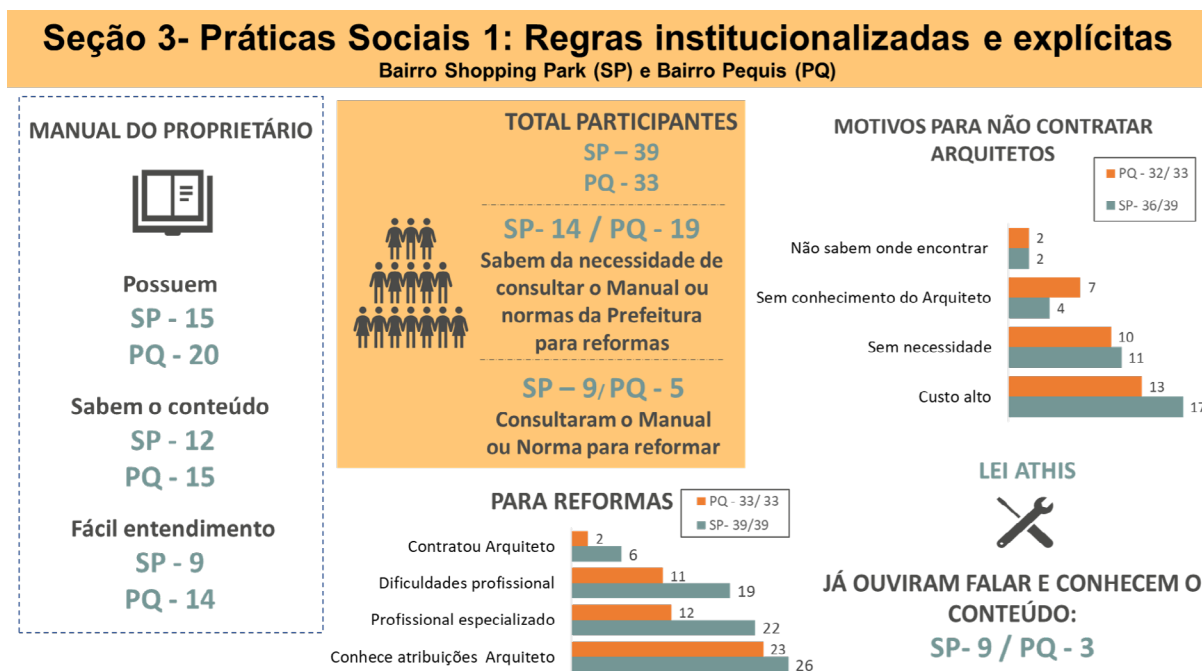 Seção 3- Práticas Sociais 1: Regras institucionalizadas e explícitas
Bairro Shopping Park (SP) e Bairro Pequis (PQ)
MANUAL DO PROPRIETÁRIO
Possuem
SP - 15
PQ - 20
Sabem o conteúdo
SP - 12
PQ - 15
Fácil entendimento
SP - 9
PQ - 14
TOTAL PARTICIPANTES
SP – 39
PQ - 33
SP- 14 / PQ - 19
Sabem da necessidade de
consultar o Manual ou
normas da Prefeitura
para reformas
SP – 9/ PQ - 5
Consultaram o Manual
ou Norma para reformar
PARA REFORMAS
PQ - 33/ 33
SP- 39/39
Contratou Arquiteto
2
6
Dificuldades profissional
11
19
Profissional especializado
12
22
Conhece atribuições Arquiteto
23
26
MOTIVOS PARA NÃO CONTRATAR
ARQUITETOS
PQ - 32/ 33
SP- 36/39
Não sabem onde encontrar
2
2
Sem conhecimento do Arquiteto
7
4
Sem necessidade
10
11
Custo alto
13
17
LEI ATHIS
JÁ OUVIRAM FALAR E CONHECEM O
CONTEÚDO:
SP- 9 / PQ - 3